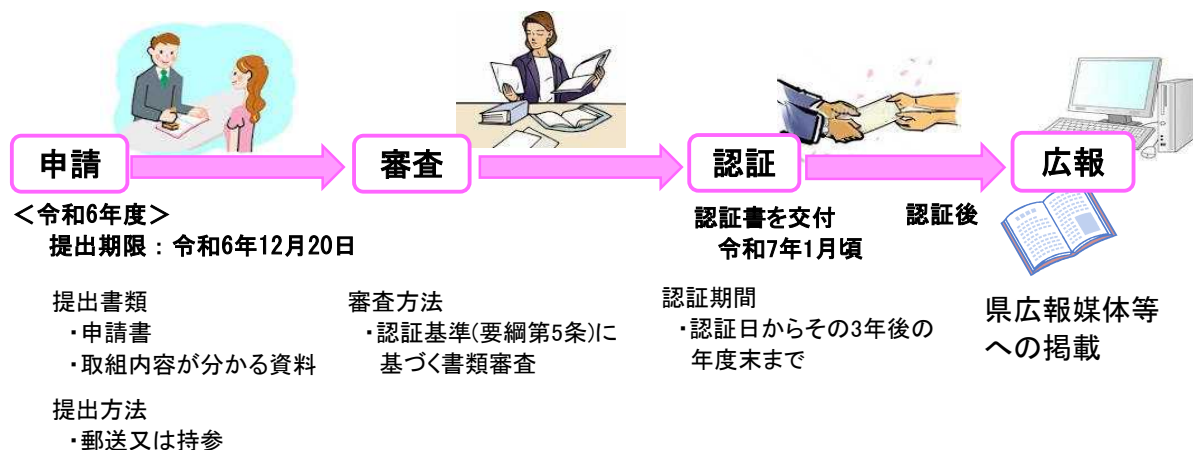 申請
審査
認証
広報
＜令和6年度＞
提出期限：令和6年12月20日
認証書を交付
令和7年1月頃
認証後
提出書類
・申請書
・取組内容が分かる資料
提出方法
・郵送又は持参
審査方法
・認証基準(要綱第5条)に
基づく書類審査
認証期間
・認証日からその3年後の
年度末まで
県広報媒体等
への掲載